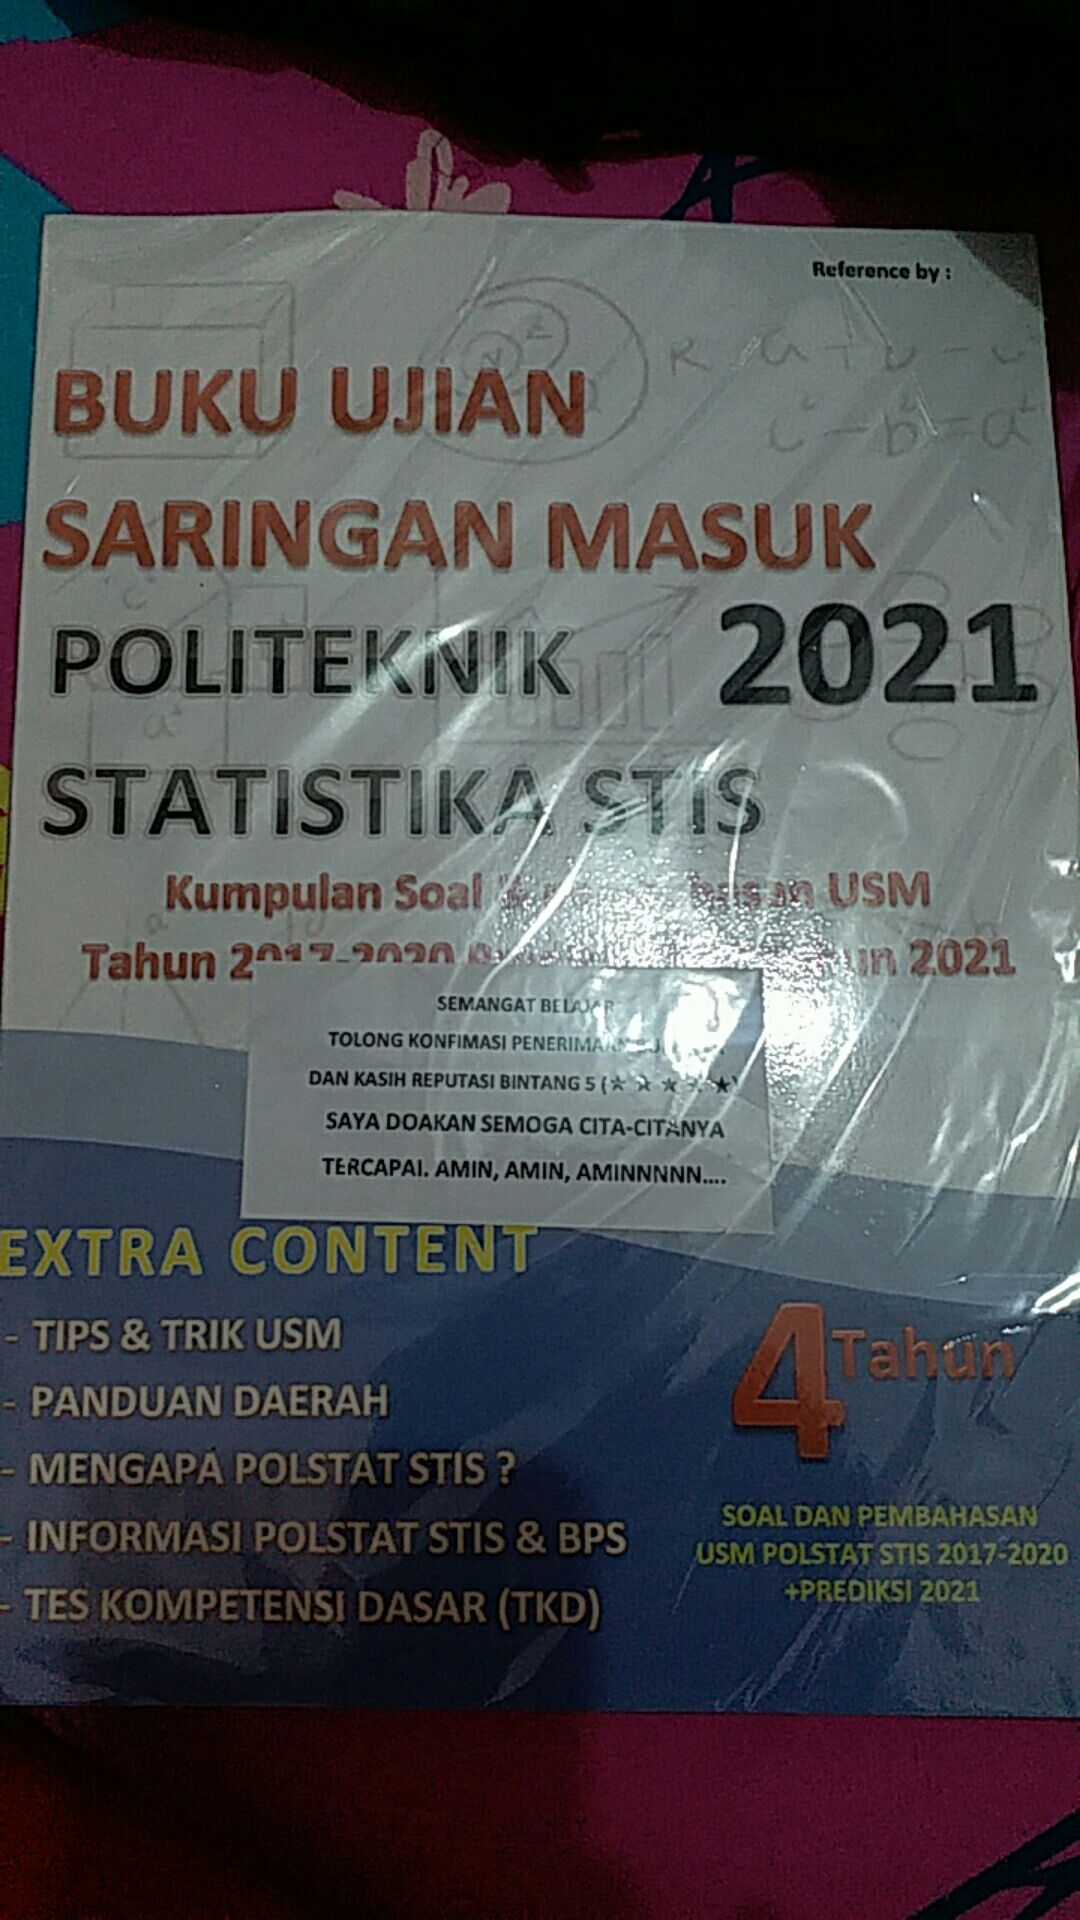 Reference by :
BUKU UJIAN
SARINGAN MASUK
POLITEKNIK 2021
STATISTIKA STIS
Kumpulan Soal USM
Tahun 2017-2020 2021
SEMANGAT BELAJAR
TOLONG KONFIMASI PENERIMAAN
DAN KASIH REPUTASI BINTANG 5 (★ ★ ★ ★ ★)
SAYA DOAKAN SEMOGA CITA-CITANYA
TERCAPAI. AMIN, AMIN, AMINNNNN....
EXTRA CONTENT
- TIPS & TRIK USM
- PANDUAN DAERAH
- MENGAPA POLSTAT STIS ?
- INFORMASI POLSTAT STIS & BPS
- TES KOMPETENSI DASAR (TKD)
4 Tahun
SOAL DAN PEMBAHASAN
USM POLSTAT STIS 2017-2020
+PREDIKSI 2021